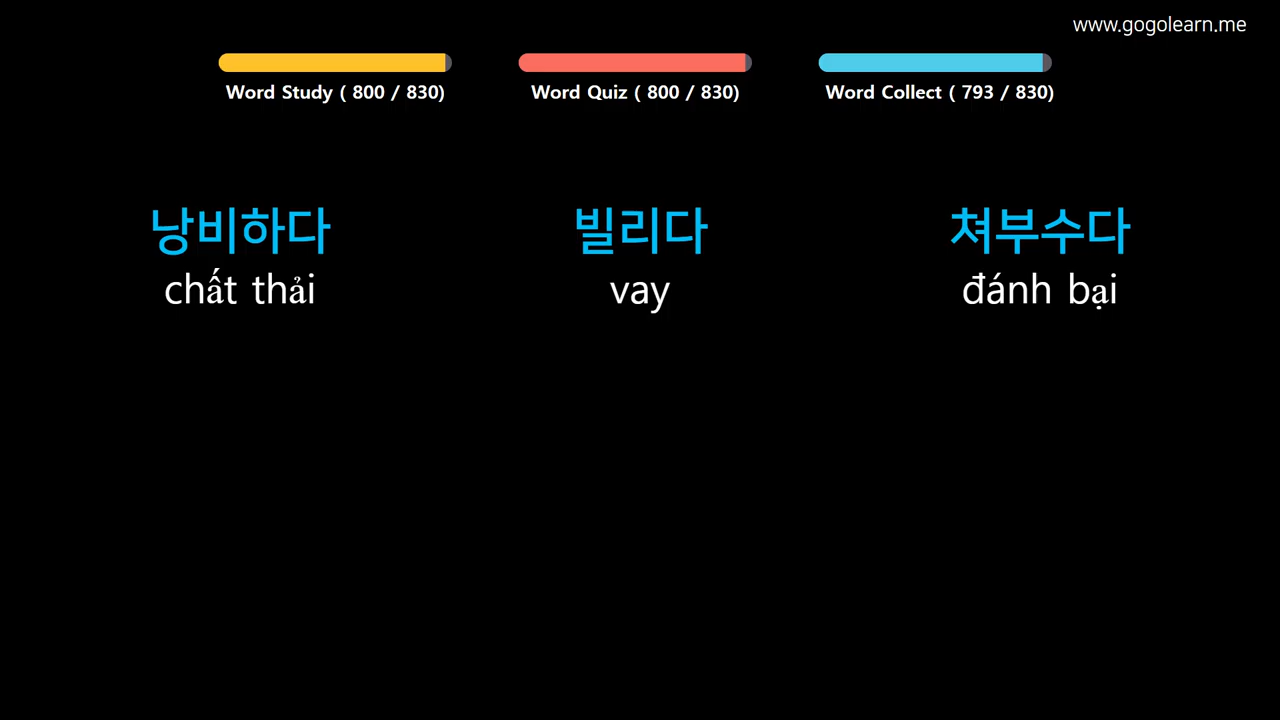 www.gogolearn.me
Word Study ( 800 / 830)
Word Quiz ( 800 / 830)
Word Collect ( 793 / 830)
낭비하다
chất thải
빌리다
vay
쳐부수다
đánh bại